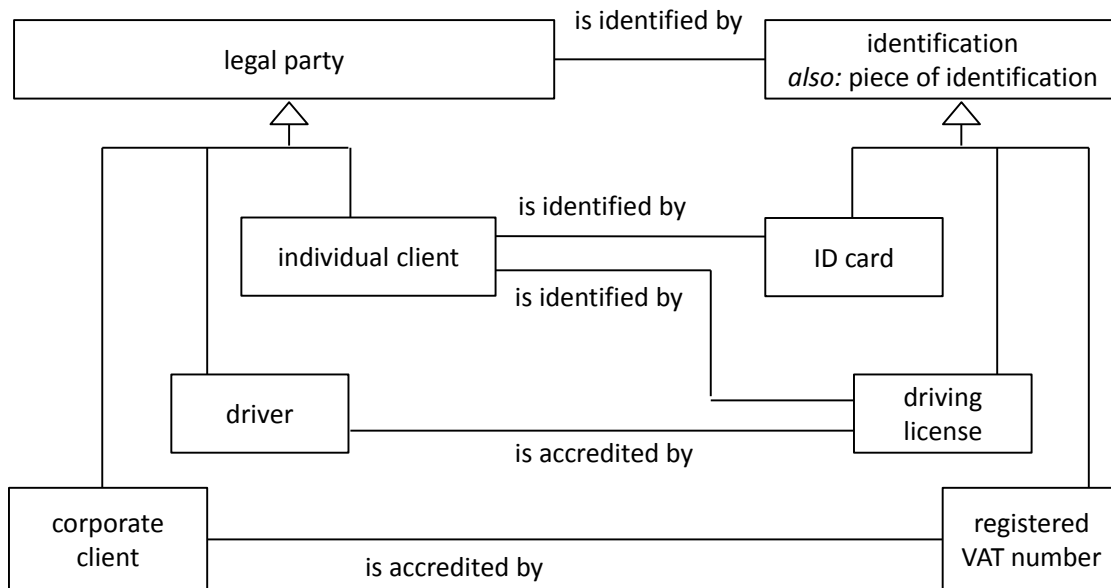 is identified by
legal party
identification
also: piece of identification
is identified by
individual client
ID card
is identified by
driver
driving
license
is accredited by
corporate
client
registered
VAT number
is accredited by